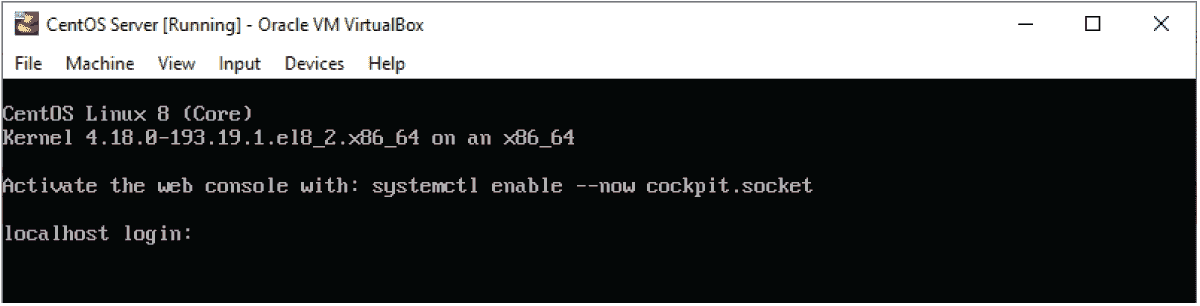 CentOS Server [Running] - Oracle VM VirtualBox
File Machine View Input Devices Help
CentOS Linux 8 (Core)
Kernel 4.18.0-193.19.1.el8_2.x86_64 on an x86_64
Activate the web console with: systemctl enable --now cockpit.socket
localhost login: